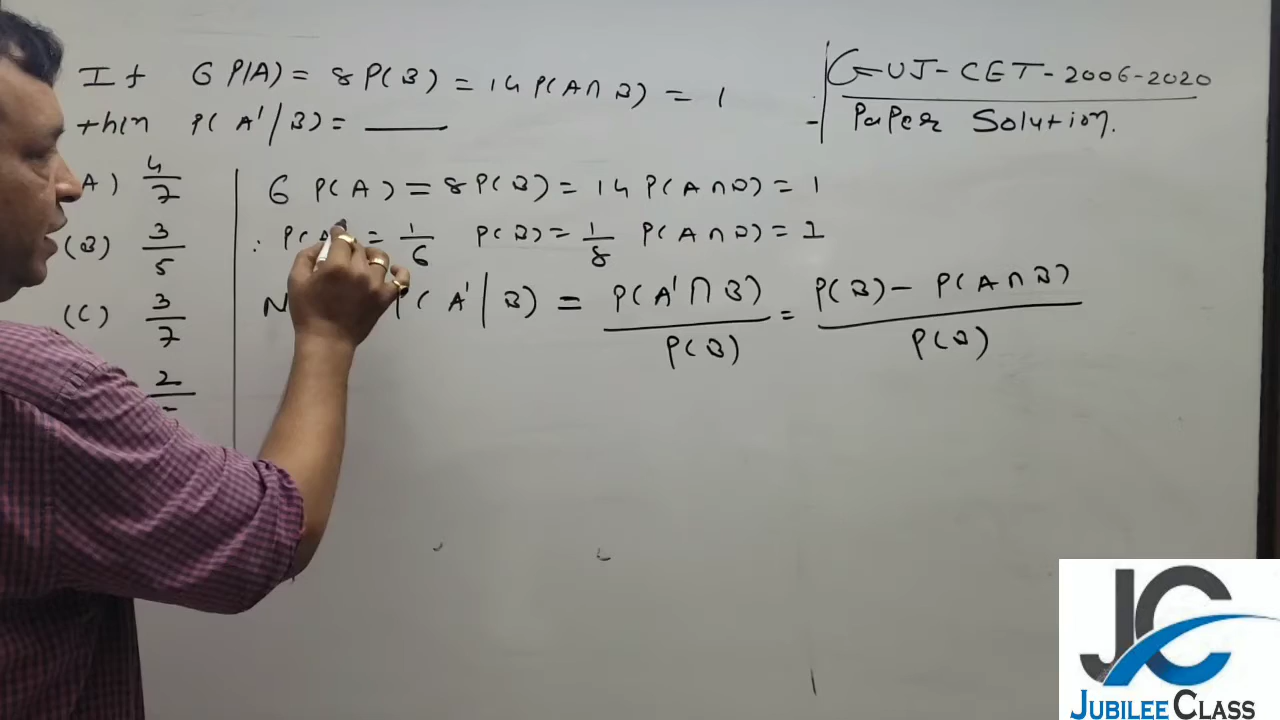 If 6 P(A) = 8 P(B) = 14 P(A ∩ B) = 1
then P( A' / B) = ____
GUJ-CET-2006-2020
Paper Solution.
A) 4/7
(B) 3/5
(C) 3/7
2
6 P(A) = 8 P(B) = 14 P(A ∩ B) = 1
∴ P(A) = 1/6 P(B) = 1/8 P(A ∩ B) = 1
P( A' | B) = P(A' ∩ B) / P(B) = P(B) - P(A ∩ B) / P(B)
JC
JUBILEE CLASS